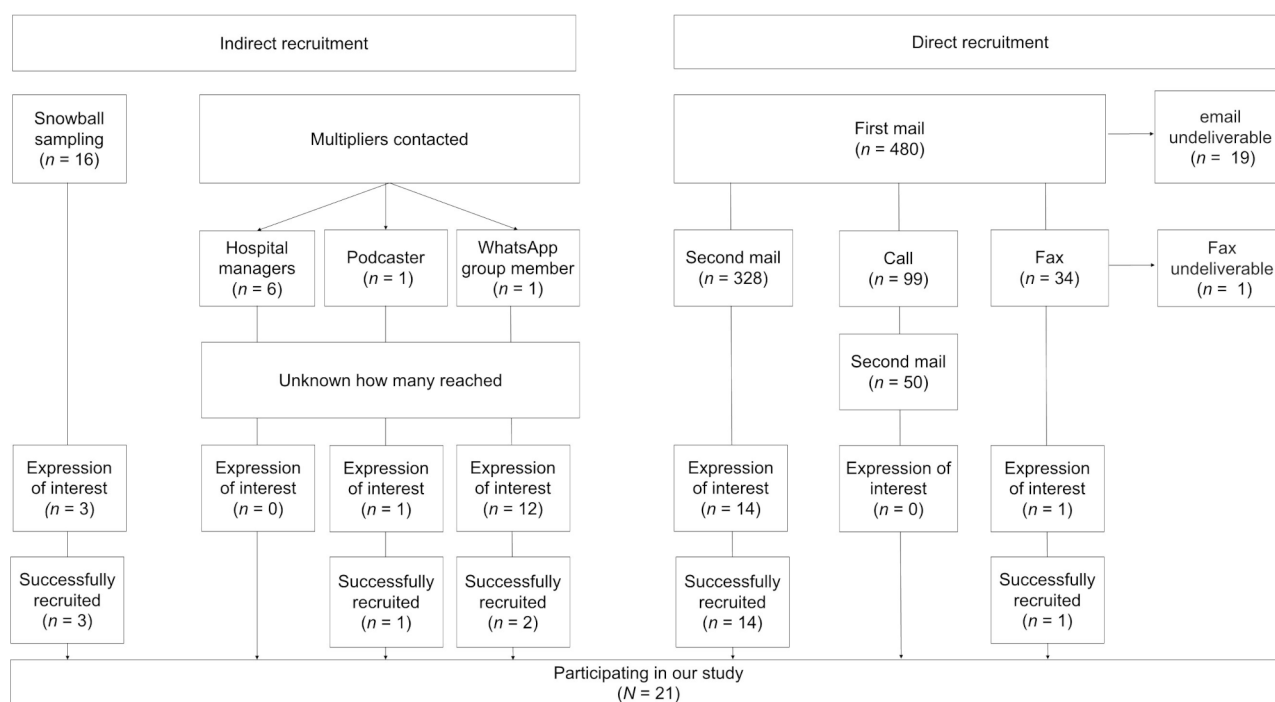 Indirect recruitment
Direct recruitment
Snowball
sampling
(n = 16)
Multipliers contacted
First mail
(n = 480)
email
undeliverable
(n = 19)
Hospital
managers
(n = 6)
Podcaster
(n = 1)
WhatsApp
group member
(n = 1)
Second mail
(n = 328)
Call
(n = 99)
Fax
(n = 34)
Fax
undeliverable
(n = 1)
Unknown how many reached
Second mail
(n = 50)
Expression
of interest
(n = 3)
Expression
of interest
(n = 0)
Expression
of interest
(n = 1)
Expression
of interest
(n = 12)
Expression
of interest
(n = 14)
Expression of
interest
(n = 0)
Expression
of interest
(n = 1)
Successfully
recruited
(n = 3)
Successfully
recruited
(n = 1)
Successfully
recruited
(n = 2)
Successfully
recruited
(n = 14)
Successfully
recruited
(n = 1)
Participating in our study
(N = 21)